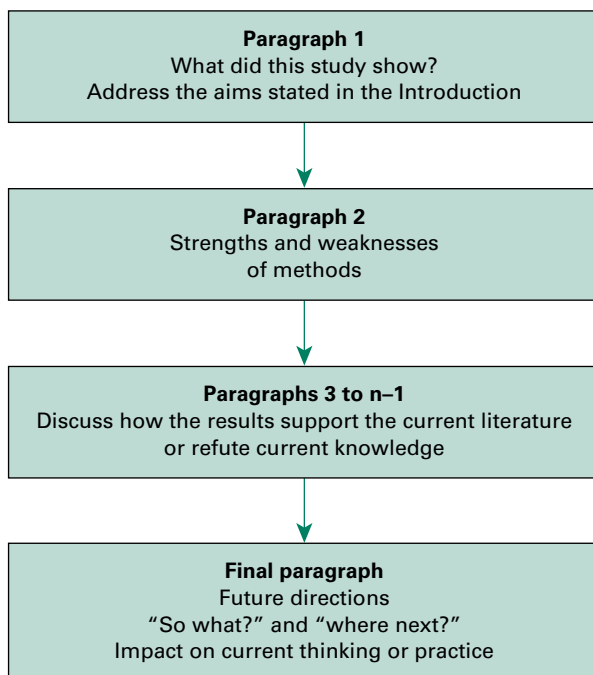 Paragraph 1
What did this study show?
Address the aims stated in the Introduction
Paragraph 2
Strengths and weaknesses
of methods
Paragraphs 3 to n–1
Discuss how the results support the current literature
or refute current knowledge
Final paragraph
Future directions
“So what?” and “where next?”
Impact on current thinking or practice